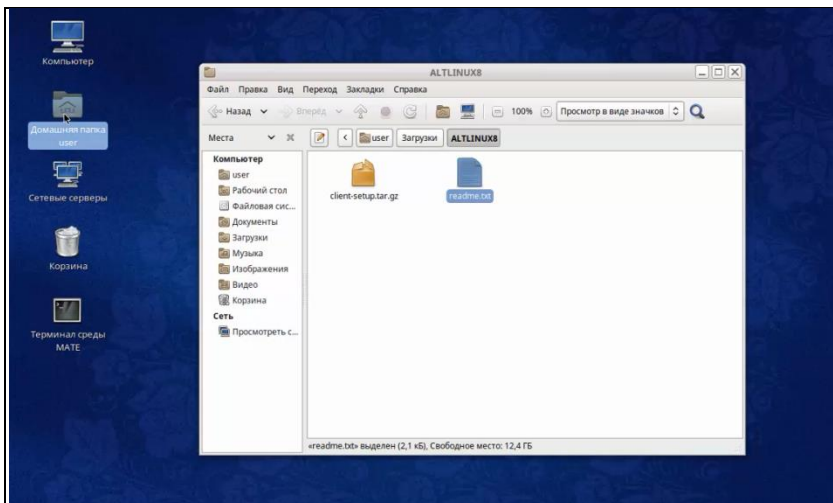 Компьютер
Домашняя папка
user
Сетевые серверы
Корзина
Терминал среды
MATE
ALTLINUX8
Файл Правка Вид Переход Закладки Справка
Назад Вперёд 100% Просмотр в виде значков
Места user Загрузки ALTLINUX8
Компьютер
user
Рабочий стол
Файловая сис...
Документы
Загрузки
Музыка
Изображения
Видео
Корзина
Сеть
Просмотреть с...
client-setup.tar.gz
readme.txt
«readme.txt» выделен (2,1 кБ), Свободное место: 12,4 ГБ